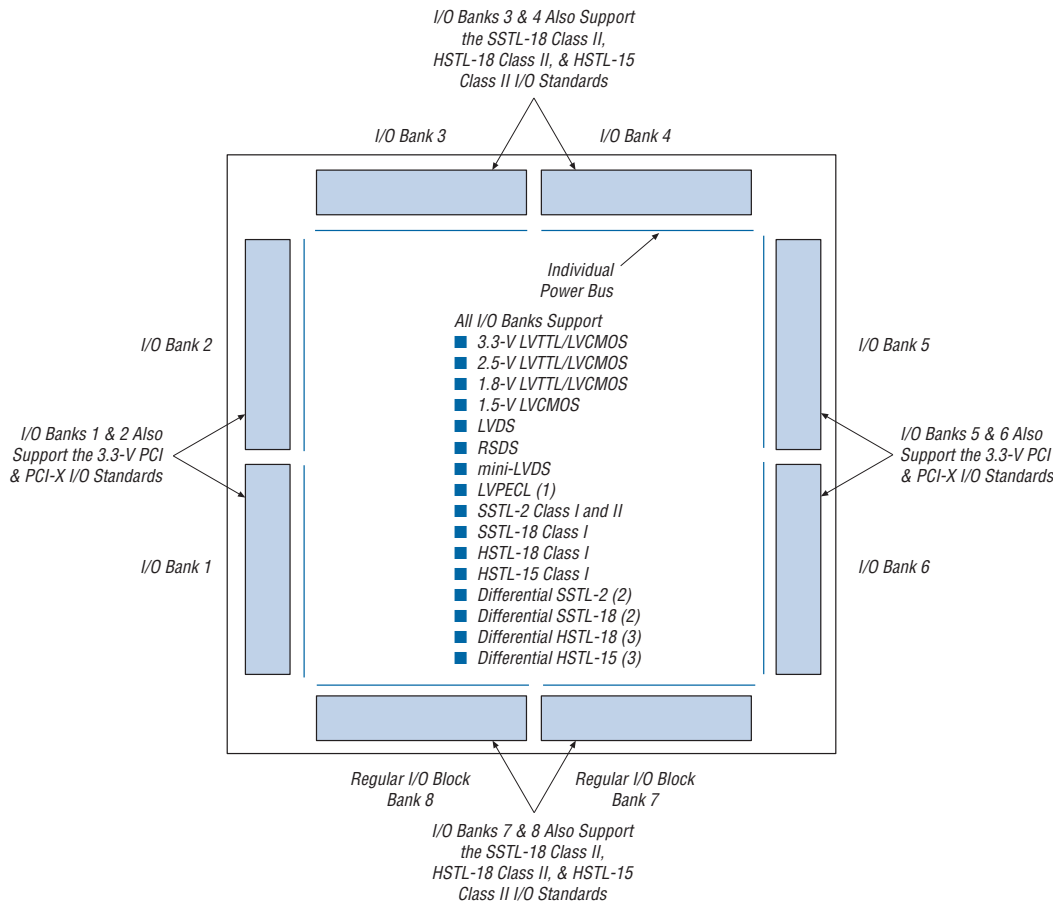 I/O Banks 3 & 4 Also Support
the SSTL-18 Class II,
HSTL-18 Class II, & HSTL-15
Class II I/O Standards
I/O Bank 3
I/O Bank 4
Individual
Power Bus
All I/O Banks Support
3.3-V LVTTL/LVCMOS
2.5-V LVTTL/LVCMOS
1.8-V LVTTL/LVCMOS
1.5-V LVCMOS
LVDS
RSDS
mini-LVDS
LVPECL (1)
SSTL-2 Class I and II
SSTL-18 Class I
HSTL-18 Class I
HSTL-15 Class I
Differential SSTL-2 (2)
Differential SSTL-18 (2)
Differential HSTL-18 (3)
Differential HSTL-15 (3)
I/O Bank 2
I/O Banks 1 & 2 Also
Support the 3.3-V PCI
& PCI-X I/O Standards
I/O Bank 1
I/O Bank 5
I/O Banks 5 & 6 Also
Support the 3.3-V PCI
& PCI-X I/O Standards
I/O Bank 6
Regular I/O Block
Bank 8
Regular I/O Block
Bank 7
I/O Banks 7 & 8 Also Support
the SSTL-18 Class II,
HSTL-18 Class II, & HSTL-15
Class II I/O Standards